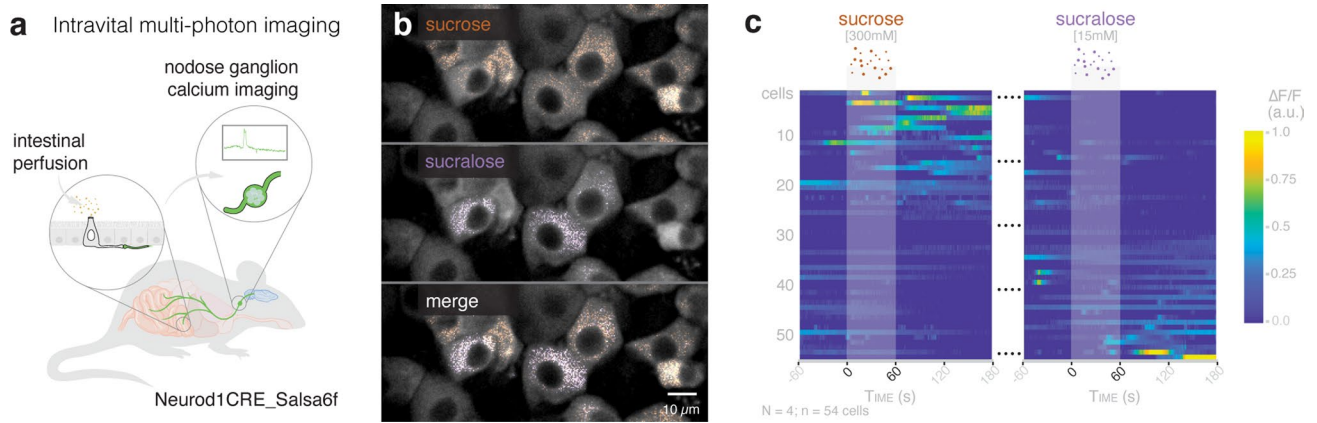 a
Intravital multi-photon imaging
nodose ganglion
calcium imaging
intestinal
perfusion
Neurod1CRE_Salsa6f
b
sucrose
sucralose
merge
10 µm
c
sucrose
[300mM]
sucralose
[15mM]
cells
10
20
30
40
50
-60
0
60
120
180
-60
0
60
120
180
TIME (s)
TIME (s)
N = 4; n = 54 cells
ΔF/F
(a.u.)
1.0
0.75
0.5
0.25
0.0